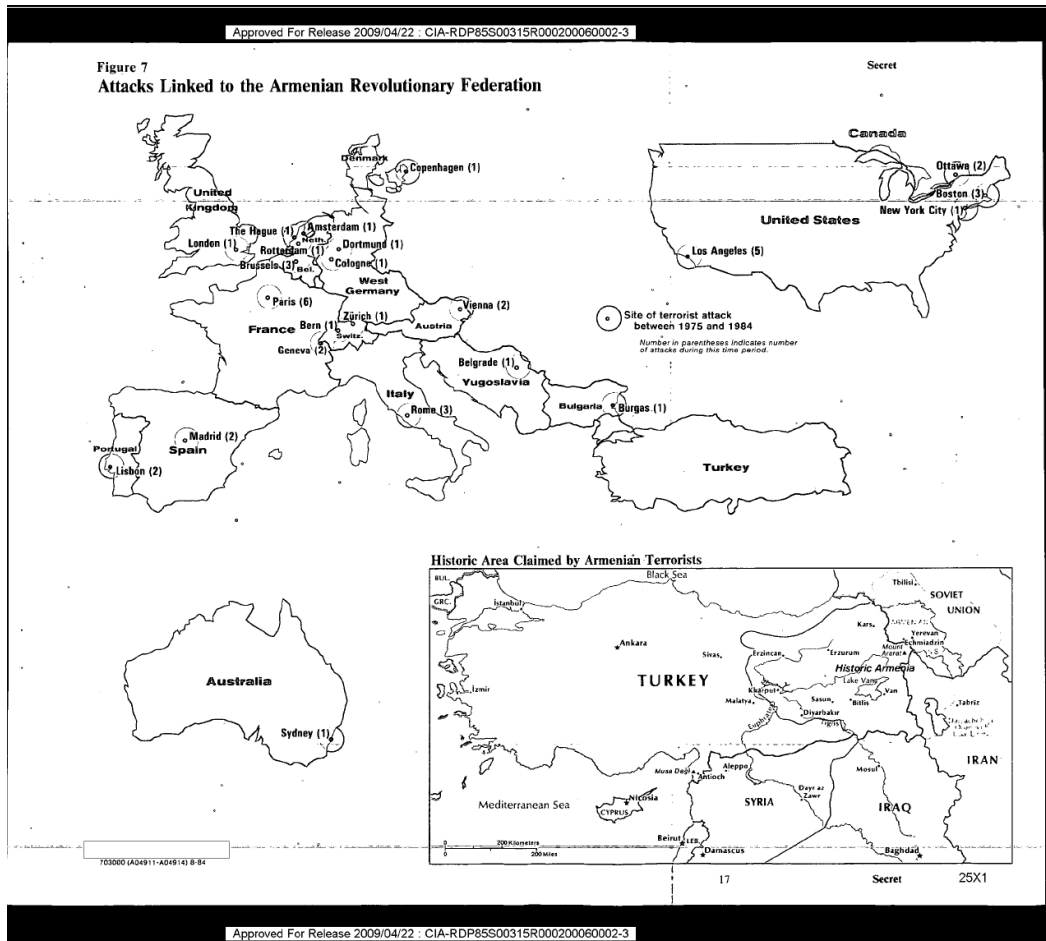 Approved For Release 2009/04/22 : CIA-RDP85S00315R000200060002-3
Figure 7
Attacks Linked to the Armenian Revolutionary Federation
Secret
Denmark
Copenhagen (1)
United
Kingdom
The Hague (1)
Amsterdam (1)
Neth.
London (1)
Rotterdam (1)
Dortmund (1)
Brussels (3)
Bel.
Cologne (1)
West
Germany
Paris (6)
France
Zürich (1)
Bern (1)
Switz.
Geneva (2)
Vienna (2)
Austria
Belgrade (1)
Yugoslavia
Italy
Rome (3)
Bulgaria
Burgas (1)
Madrid (2)
Spain
Portugal
Lisbon (2)
Turkey
Canada
Ottawa (2)
Boston (3)
New York City (1)
United States
Los Angeles (5)
Site of terrorist attack
between 1975 and 1984
Number in parentheses indicates number
of attacks during this time period.
Australia
Sydney (1)
Historic Area Claimed by Armenian Terrorists
BUL.
Black Sea
GRC.
İstanbul
Tbilisi
SOVIET
UNION
Kars
Yerevan
Echmiadzin
Mount
Ararat
Ankara
Sivas
Erzincan
Erzurum
Historic Armenia
TURKEY
Lake Van
Kharput
Van
İzmir
Malatya
Sasun
Bitlis
Tabriz
Diyarbakır
Euphrates
Tigris
IRAN
Musa Dagi
Aleppo
Mosul
Antioch
Dayr az
Zawr
Mediterranean Sea
Nicosia
CYPRUS
SYRIA
IRAQ
Beirut
LEB.
0 200 Kilometers
0 200 Miles
Damascus
Baghdad
703000 (A04911-A04914) 8-84
17
Secret
25X1
Approved For Release 2009/04/22 : CIA-RDP85S00315R000200060002-3